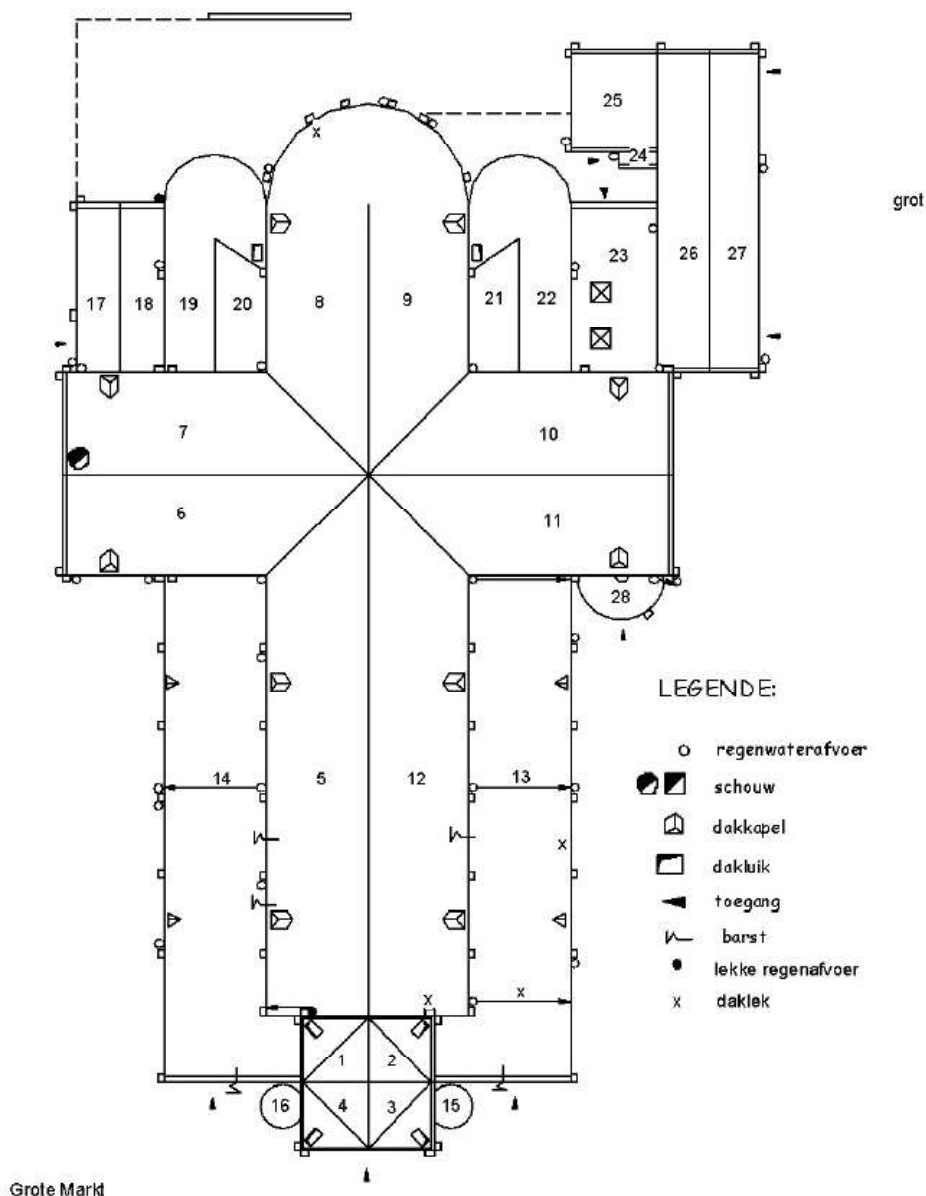 25
24
grot
23
26
27
17
18
19
20
8
9
21
22
x
7
10
6
11
28
LEGENDE:
regenwaterafvoer
schouw
dakkapel
dakluik
toegang
barst
lekke regenafvoer
x daklek
14
5
12
13
x
x
x
1
2
16
4
3
15
Grote Markt